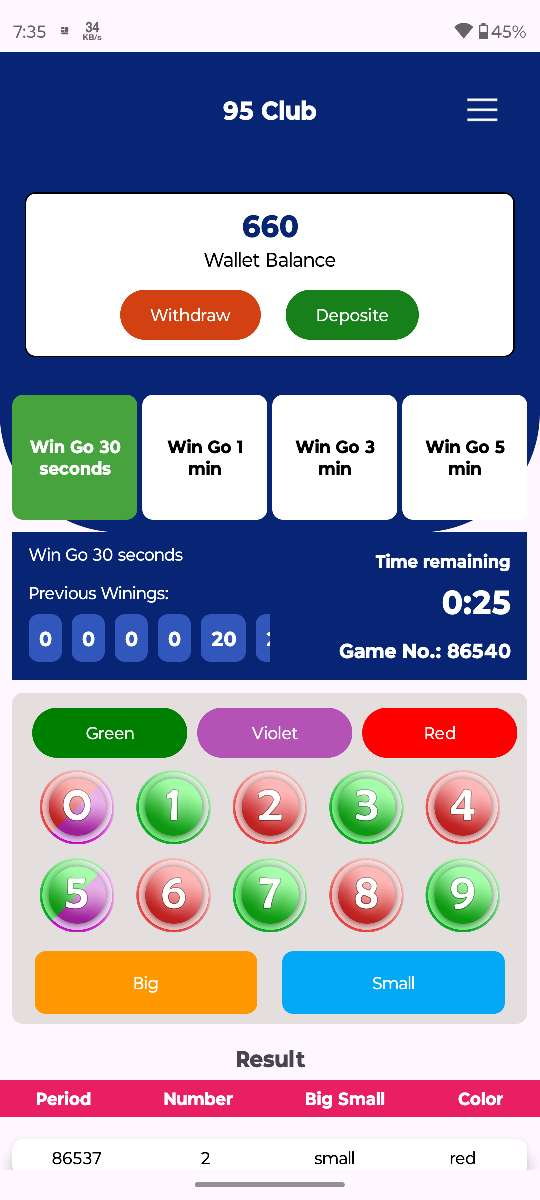 7:35 34 KB/s 45%
95 Club
660
Wallet Balance
Withdraw Deposite
Win Go 30 seconds
Win Go 1 min
Win Go 3 min
Win Go 5 min
Win Go 30 seconds
Time remaining
Previous Winings:
0:25
0 0 0 0 20
Game No.: 86540
Green Violet Red
0 1 2 3 4
5 6 7 8 9
Big Small
Result
Period Number Big Small Color
86537 2 small red